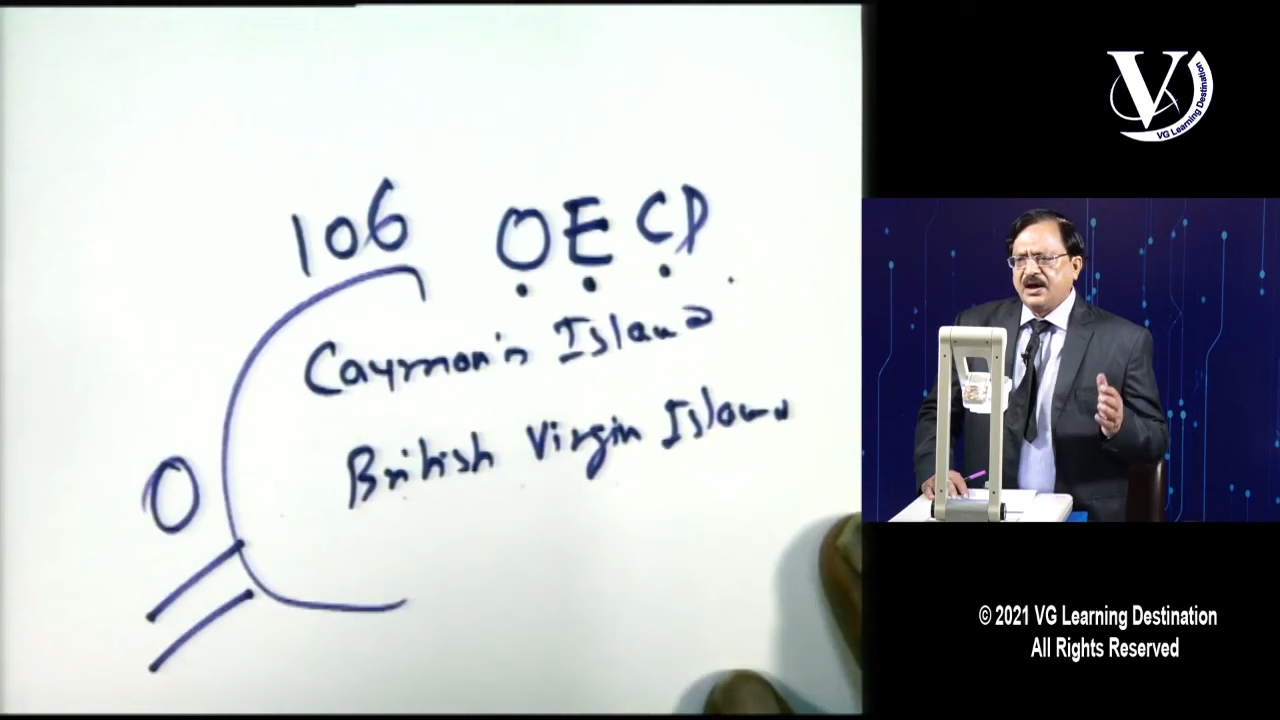 106 OECD
Caymon's Island
British Virgin Island
O
V
VG Learning Destination
© 2021 VG Learning Destination
All Rights Reserved